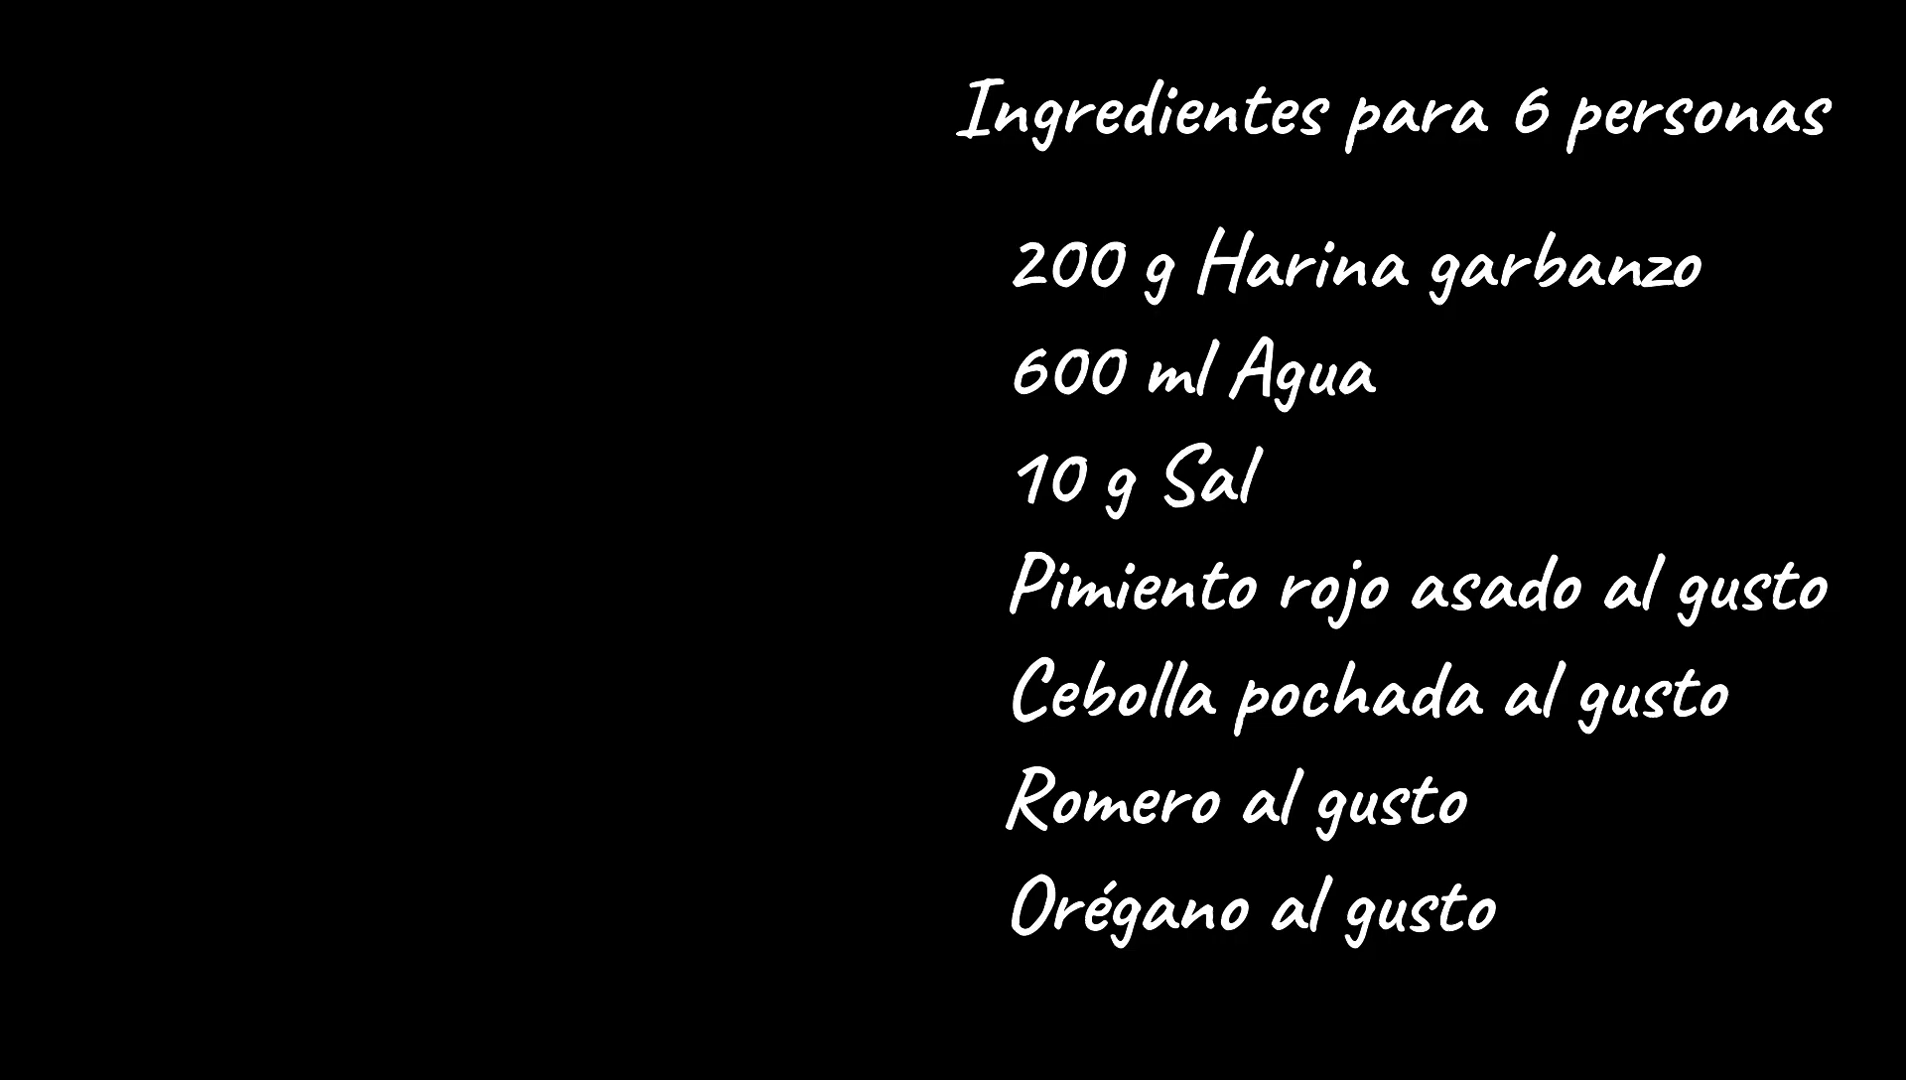 Ingredientes para 6 personas
200 g Harina garbanzo
600 ml Agua
10 g Sal
Pimiento rojo asado al gusto
Cebolla pochada al gusto
Romero al gusto
Orégano al gusto